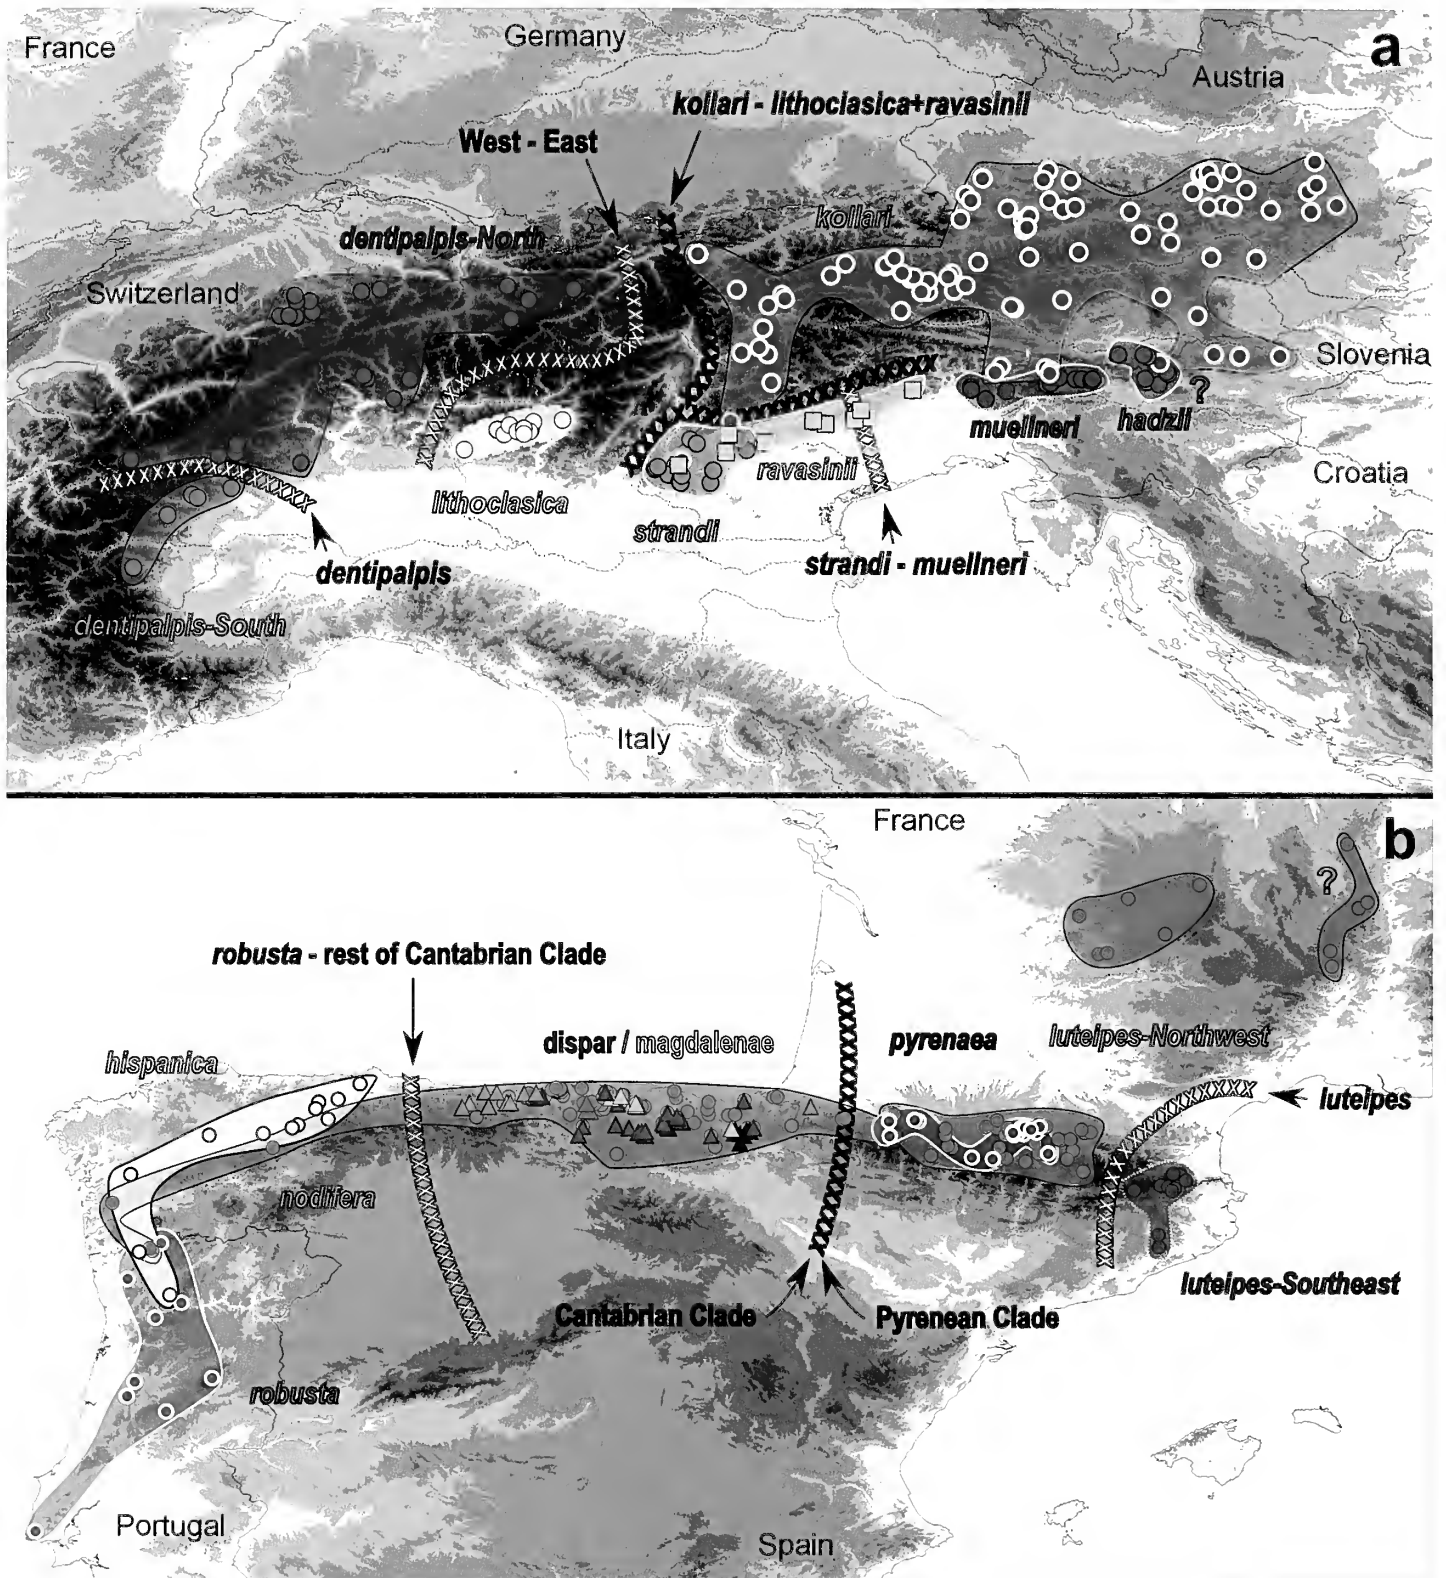 France
Germany
a
Austria
kollari - lithoclasica+ravasinii
West - East
kollari
dentipalpis-North
Switzerland
Slovenia
?
hadzii
muellneri
Croatia
ravasinii
lithoclasica
strandi
strandi - muellneri
dentipalpis
dentipalpis-South
Italy
France
b
?
robusta - rest of Cantabrian Clade
dispar / magdalenae
pyrenaea
luteipes-Northwest
hispanica
luteipes
nodifera
luteipes-Southeast
Cantabrian Clade
Pyrenean Clade
robusta
Portugal
Spain